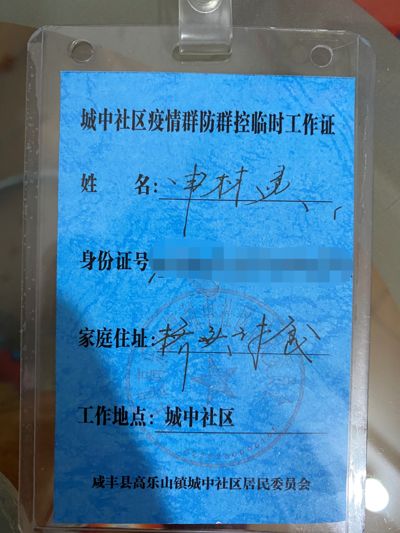 城中社区疫情群防群控临时工作证
姓 名:
身份证号
家庭住址:
工作地点: 城中社区
咸丰县高乐山镇城中社区居民委员会